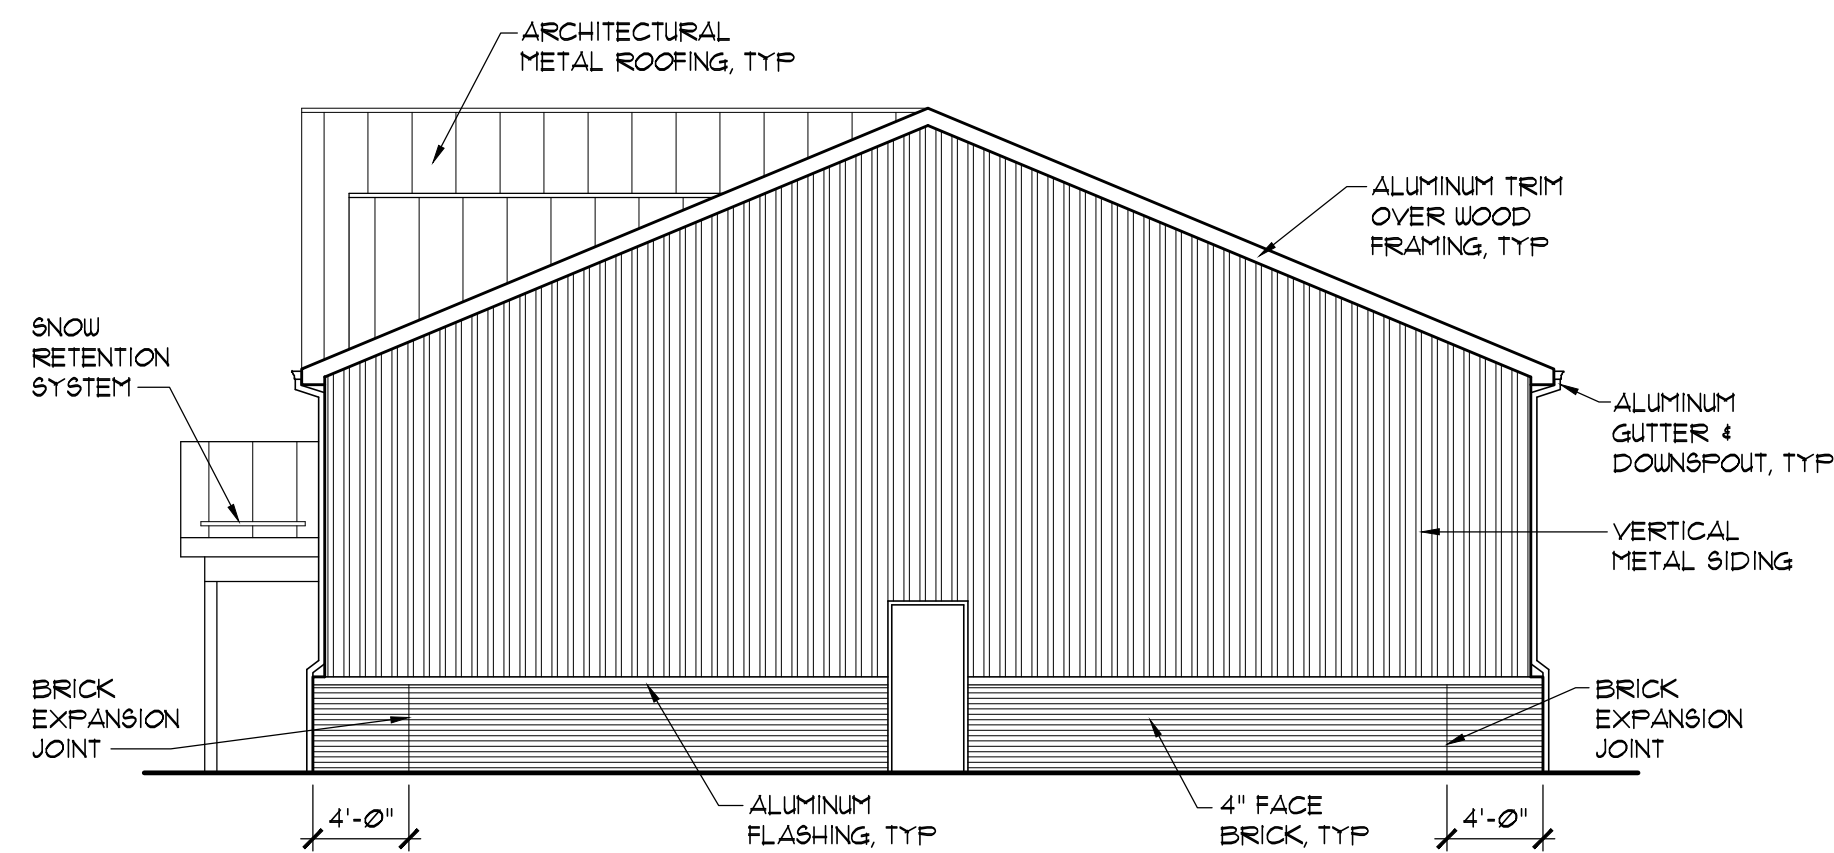 ARCHITECTURAL
METAL ROOFING, TYP
ALUMINUM TRIM
OVER WOOD
FRAMING, TYP
SNOW
RETENTION
SYSTEM
ALUMINUM
GUTTER &
DOWNSPOUT, TYP
VERTICAL
METAL SIDING
BRICK
EXPANSION
JOINT
BRICK
EXPANSION
JOINT
ALUMINUM
FLASHING, TYP
4" FACE
BRICK, TYP
4'-0"
4'-0"